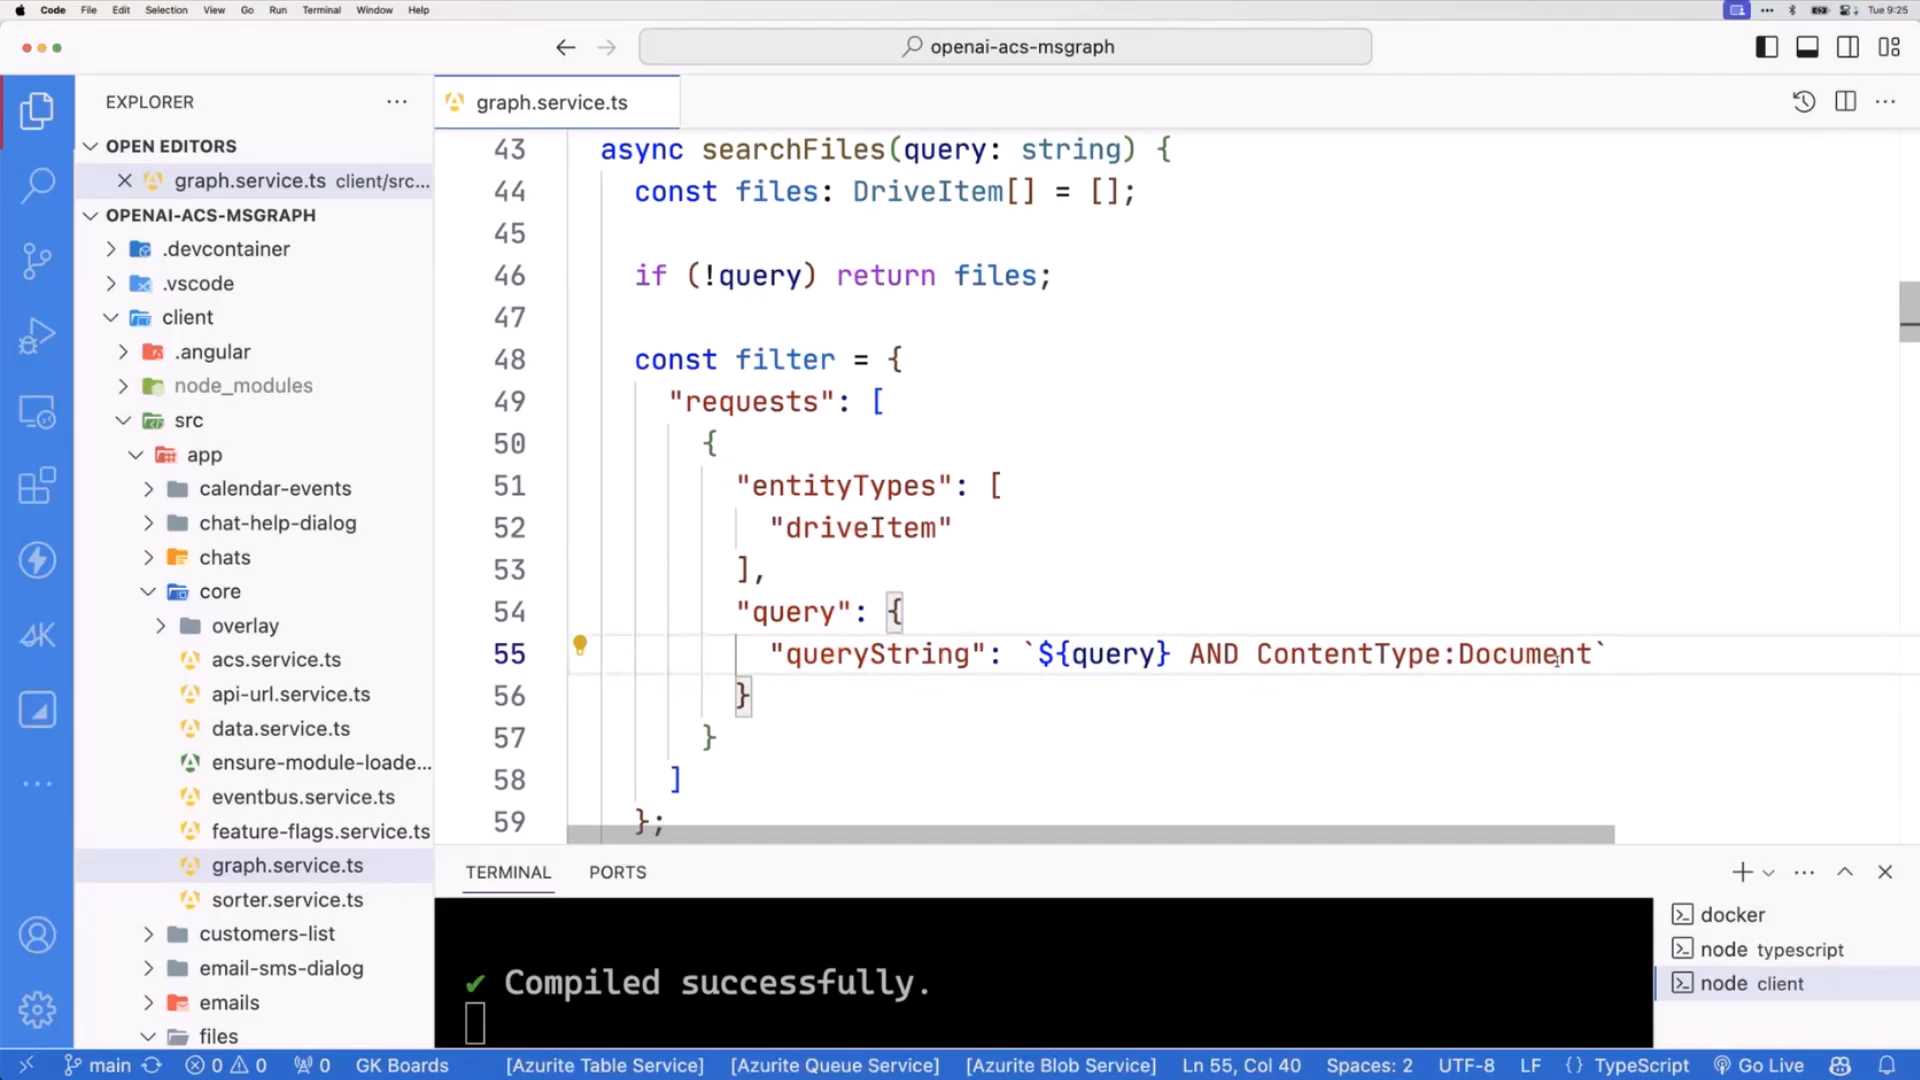 Code File Edit Selection View Go Run Terminal Window Help
Tue 9:25
openai-acs-msgraph
EXPLORER
OPEN EDITORS
graph.service.ts client/src...
OPENAI-ACS-MSGRAPH
.devcontainer
.vscode
client
.angular
node_modules
src
app
calendar-events
chat-help-dialog
chats
core
overlay
acs.service.ts
api-url.service.ts
data.service.ts
ensure-module-loade...
eventbus.service.ts
feature-flags.service.ts
graph.service.ts
sorter.service.ts
customers-list
email-sms-dialog
emails
files
graph.service.ts
43 async searchFiles(query: string) {
44 const files: DriveItem[] = [];
45
46 if (!query) return files;
47
48 const filter = {
49 "requests": [
50 {
51 "entityTypes": [
52 "driveItem"
53 ],
54 "query": {
55 "queryString": `${query} AND ContentType:Document`
56 }
57 }
58 ]
59 };
TERMINAL PORTS
✔ Compiled successfully.
docker
node typescript
node client
main 0 0 0 GK Boards [Azurite Table Service] [Azurite Queue Service] [Azurite Blob Service] Ln 55, Col 40 Spaces: 2 UTF-8 LF {} TypeScript Go Live